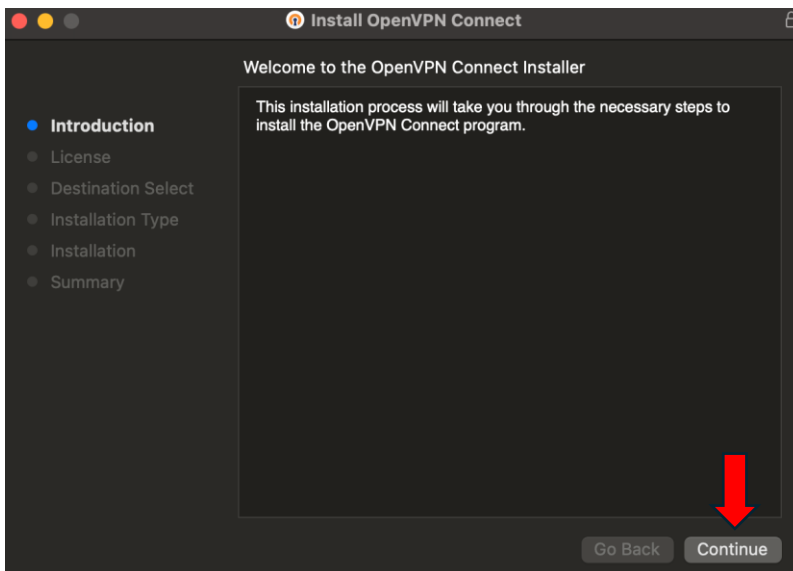 Install OpenVPN Connect
Welcome to the OpenVPN Connect Installer
Introduction
License
Destination Select
Installation Type
Installation
Summary
This installation process will take you through the necessary steps to
install the OpenVPN Connect program.
Go Back
Continue